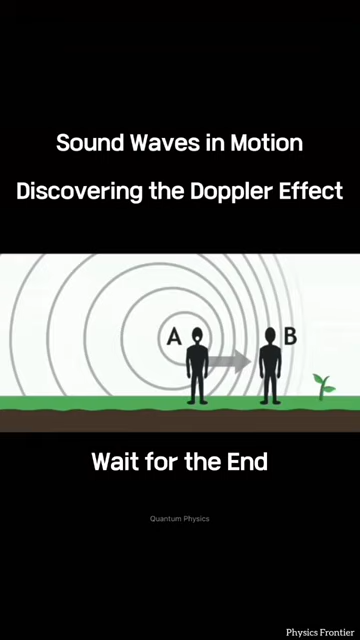 Sound Waves in Motion
Discovering the Doppler Effect
A B
Wait for the End
Quantum Physics
Physics Frontier